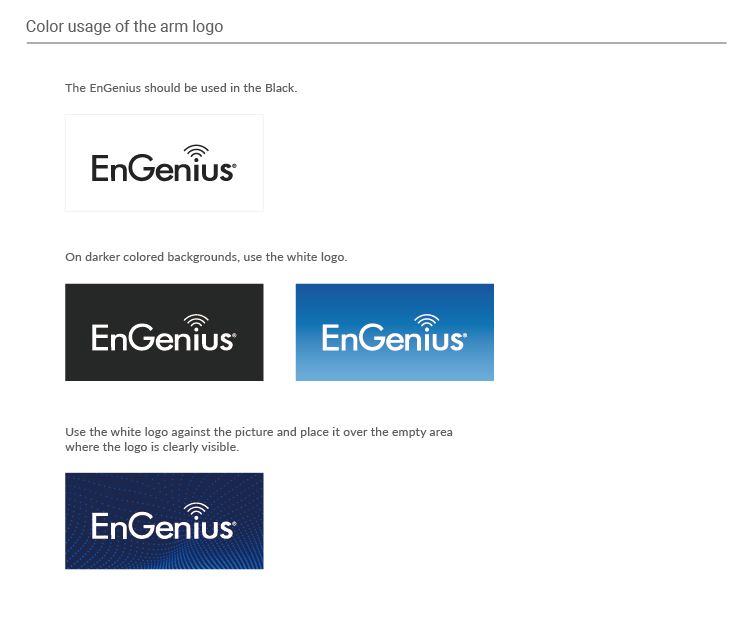 Color usage of the arm logo
The EnGenius should be used in the Black.
EnGenius®
On darker colored backgrounds, use the white logo.
EnGenius®
EnGenius®
Use the white logo against the picture and place it over the empty area
where the logo is clearly visible.
EnGenius®